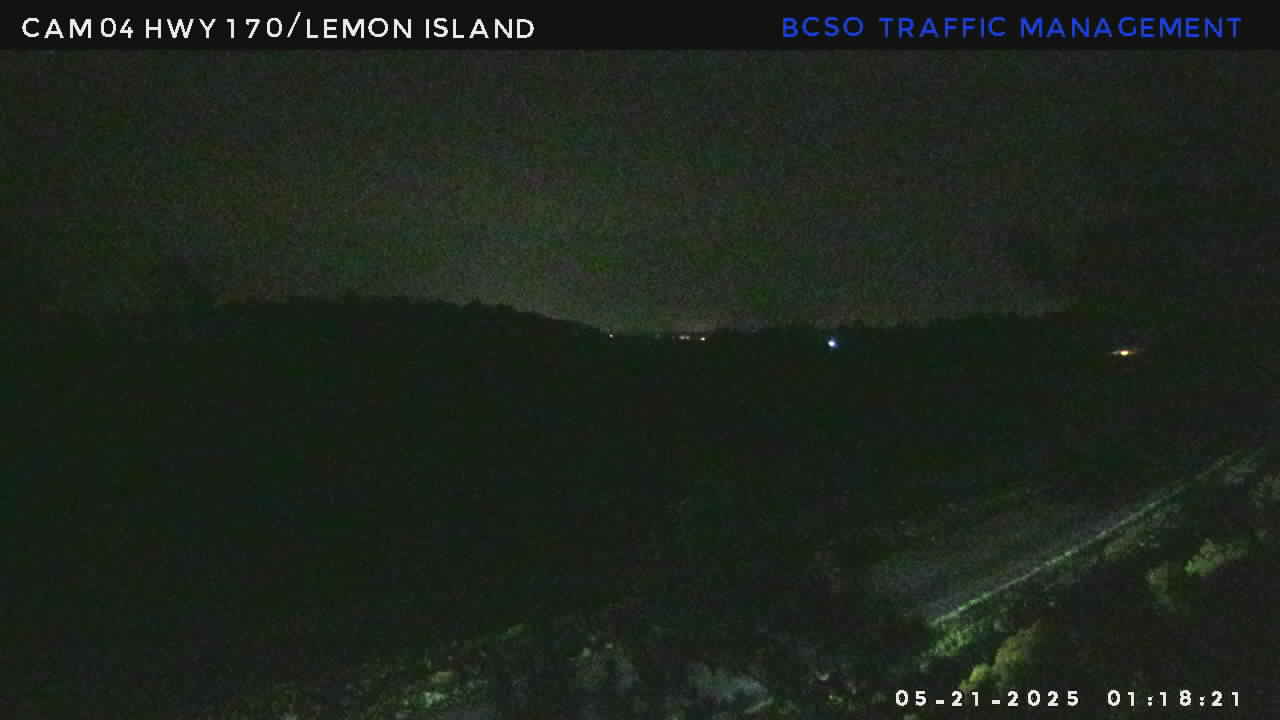 CAM04 HWY 170/LEMON ISLAND
BCSO TRAFFIC MANAGEMENT
05-21-2025 01:18:21